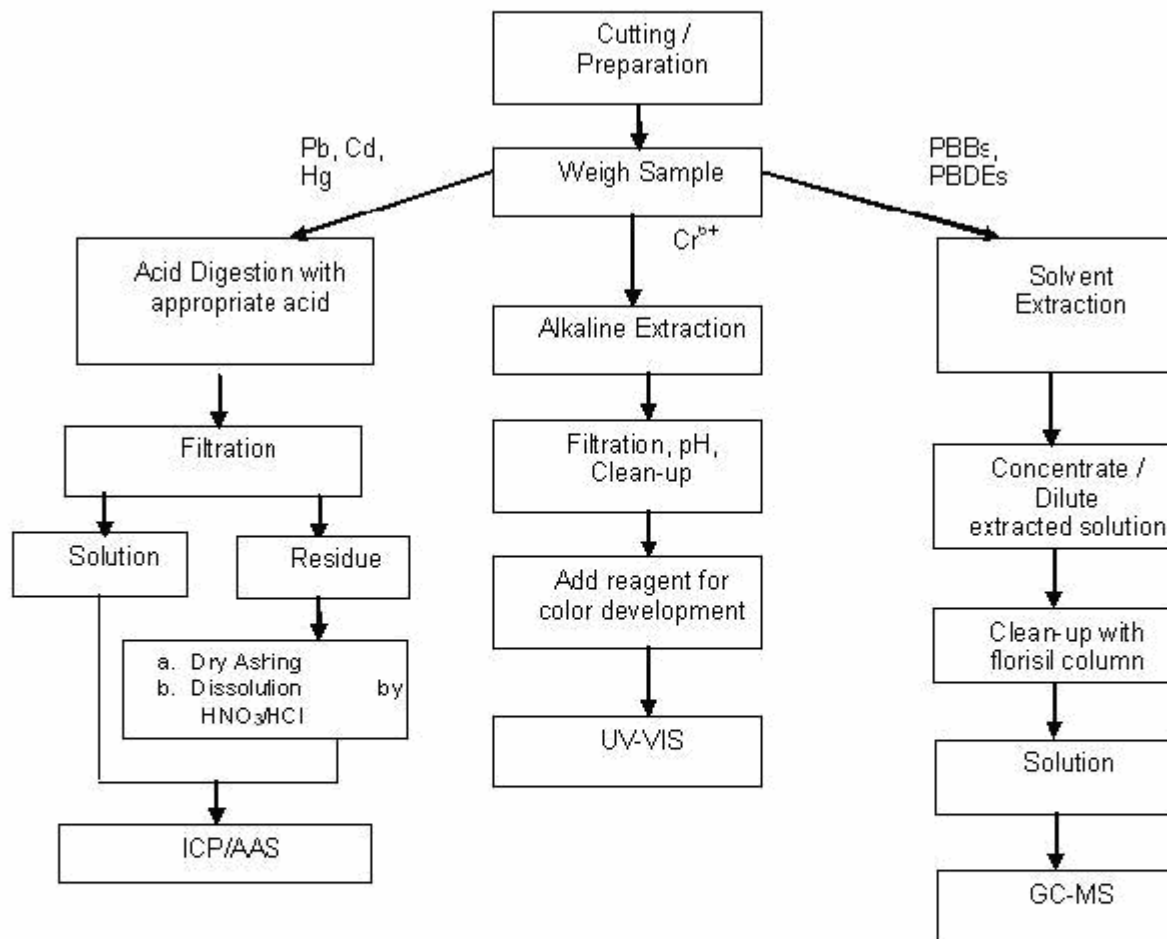 Cutting /
Preparation
Pb, Cd,
Hg
Weigh Sample
PBBs,
PBDEs
Cr⁶⁺
Acid Digestion with
appropriate acid
Alkaline Extraction
Solvent
Extraction
Filtration
Filtration, pH,
Clean-up
Concentrate /
Dilute
extracted solution
Solution
Residue
Add reagent for
color development
Clean-up with
florisil column
a. Dry Ashing
b. Dissolution by
HNO₃/HCl
UV-VIS
Solution
ICP/AAS
GC-MS